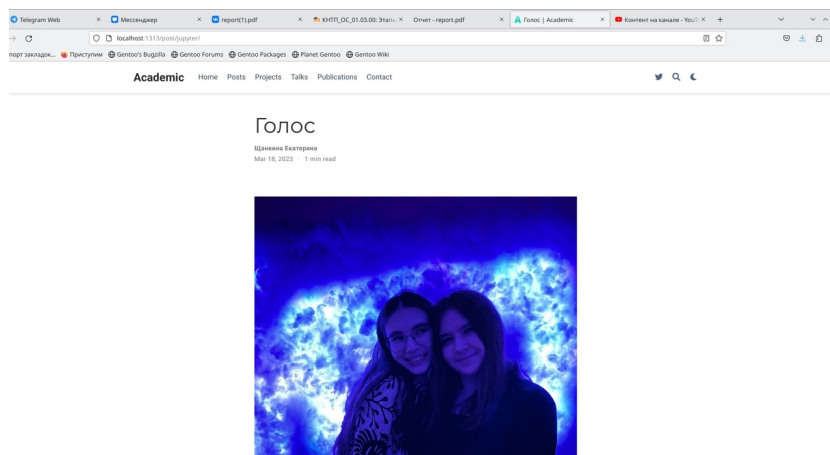 Telegram Web
Мессенджер
report(1).pdf
КНТП_ОС_01.03.00: Этапы
Отчет - report.pdf
Голос | Academic
Контент на канале - YouTu
localhost:1313/post/jupyter/
порт закладок...
Приступим
Gentoo's Bugzilla
Gentoo Forums
Gentoo Packages
Planet Gentoo
Gentoo Wiki
Academic
Home
Posts
Projects
Talks
Publications
Contact
Голос
Щанкина Екатерина
Mar 18, 2023 · 1 min read